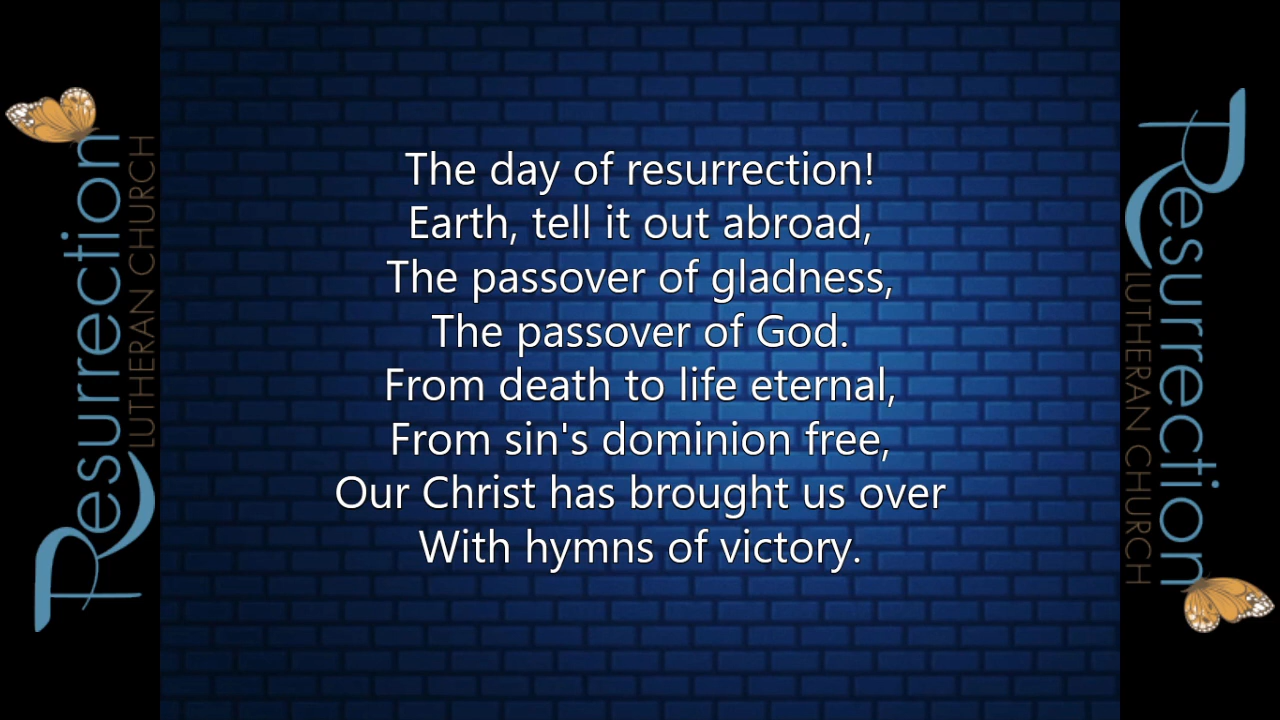 Resurrection
LUTHERAN CHURCH
The day of resurrection!
Earth, tell it out abroad,
The passover of gladness,
The passover of God.
From death to life eternal,
From sin's dominion free,
Our Christ has brought us over
With hymns of victory.
Resurrection
LUTHERAN CHURCH